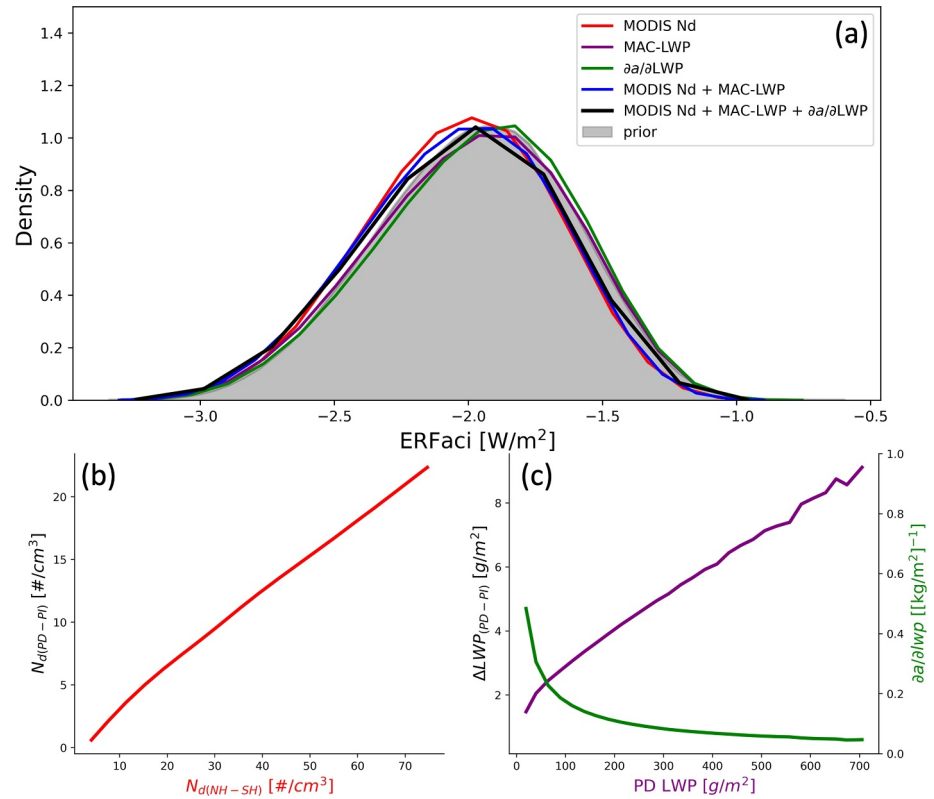 (a)
MODIS Nd
MAC-LWP
∂a/∂LWP
MODIS Nd + MAC-LWP
MODIS Nd + MAC-LWP + ∂a/∂LWP
prior
Density
1.4
1.2
1.0
0.8
0.6
0.4
0.2
0.0
−3.0 −2.5 −2.0 −1.5 −1.0 −0.5
ERFaci [W/m²]
(b)
N_{d(PD−PI)} [#/cm³]
20
15
10
5
0
10 20 30 40 50 60 70
N_{d(NH−SH)} [#/cm³]
(c)
ΔLWP_{(PD−PI)} [g/m²]
8
6
4
2
0 100 200 300 400 500 600 700
PD LWP [g/m²]
1.0
0.8
0.6
0.4
0.2
0.0
∂a/∂lwp [[kg/m²]⁻¹]